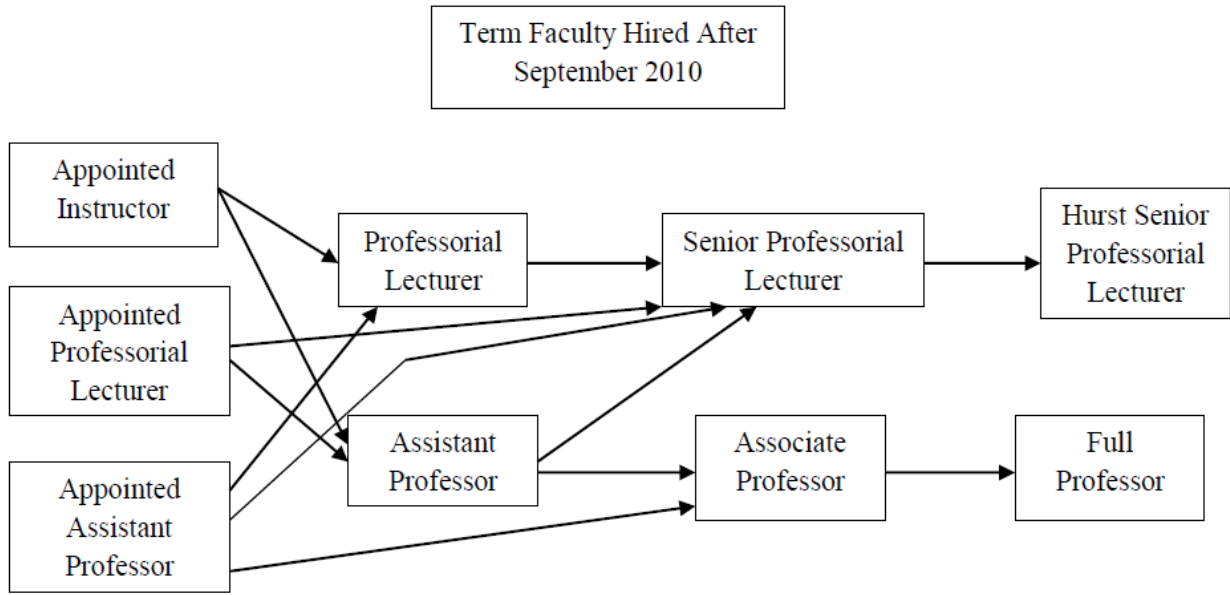 Term Faculty Hired After
September 2010
Appointed
Instructor
Professorial
Lecturer
Senior Professorial
Lecturer
Hurst Senior
Professorial
Lecturer
Appointed
Professorial
Lecturer
Assistant
Professor
Associate
Professor
Full
Professor
Appointed
Assistant
Professor